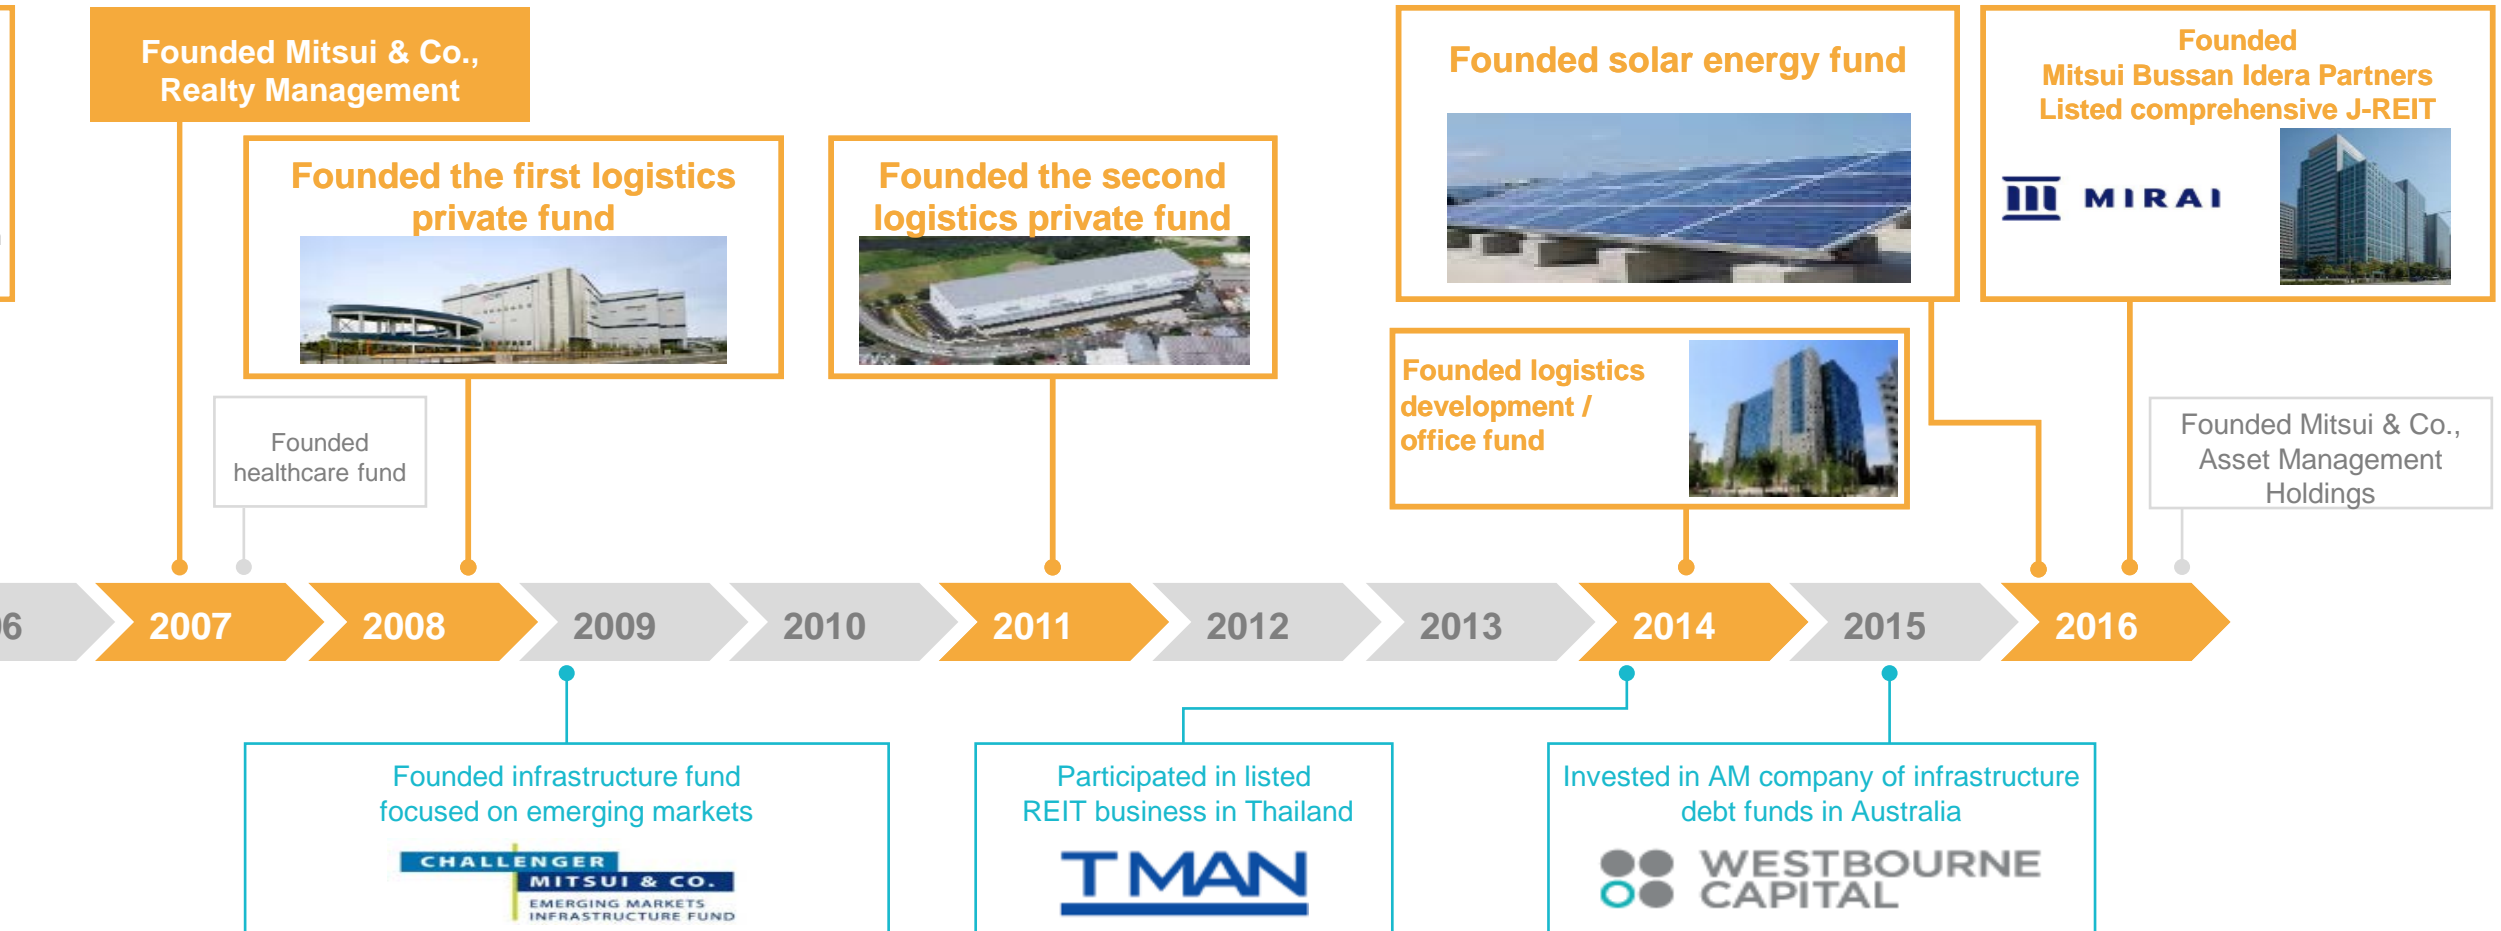 Founded Mitsui & Co.,
Realty Management
Founded the first logistics
private fund
Founded
healthcare fund
Founded the second
logistics private fund
Founded solar energy fund
Founded logistics
development /
office fund
Founded
Mitsui Bussan Idera Partners
Listed comprehensive J-REIT
MIRAI
Founded Mitsui & Co.,
Asset Management
Holdings
6
2007
2008
2009
2010
2011
2012
2013
2014
2015
2016
Founded infrastructure fund
focused on emerging markets
CHALLENGER
MITSUI & CO.
EMERGING MARKETS
INFRASTRUCTURE FUND
Participated in listed
REIT business in Thailand
TMAN
Invested in AM company of infrastructure
debt funds in Australia
WESTBOURNE
CAPITAL